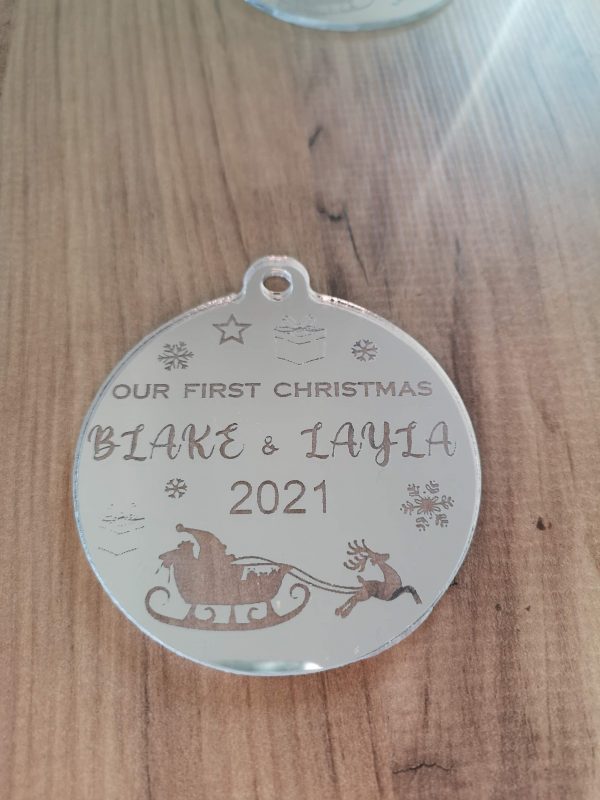 OUR FIRST CHRISTMAS
BLAKE & LAYLA
2021